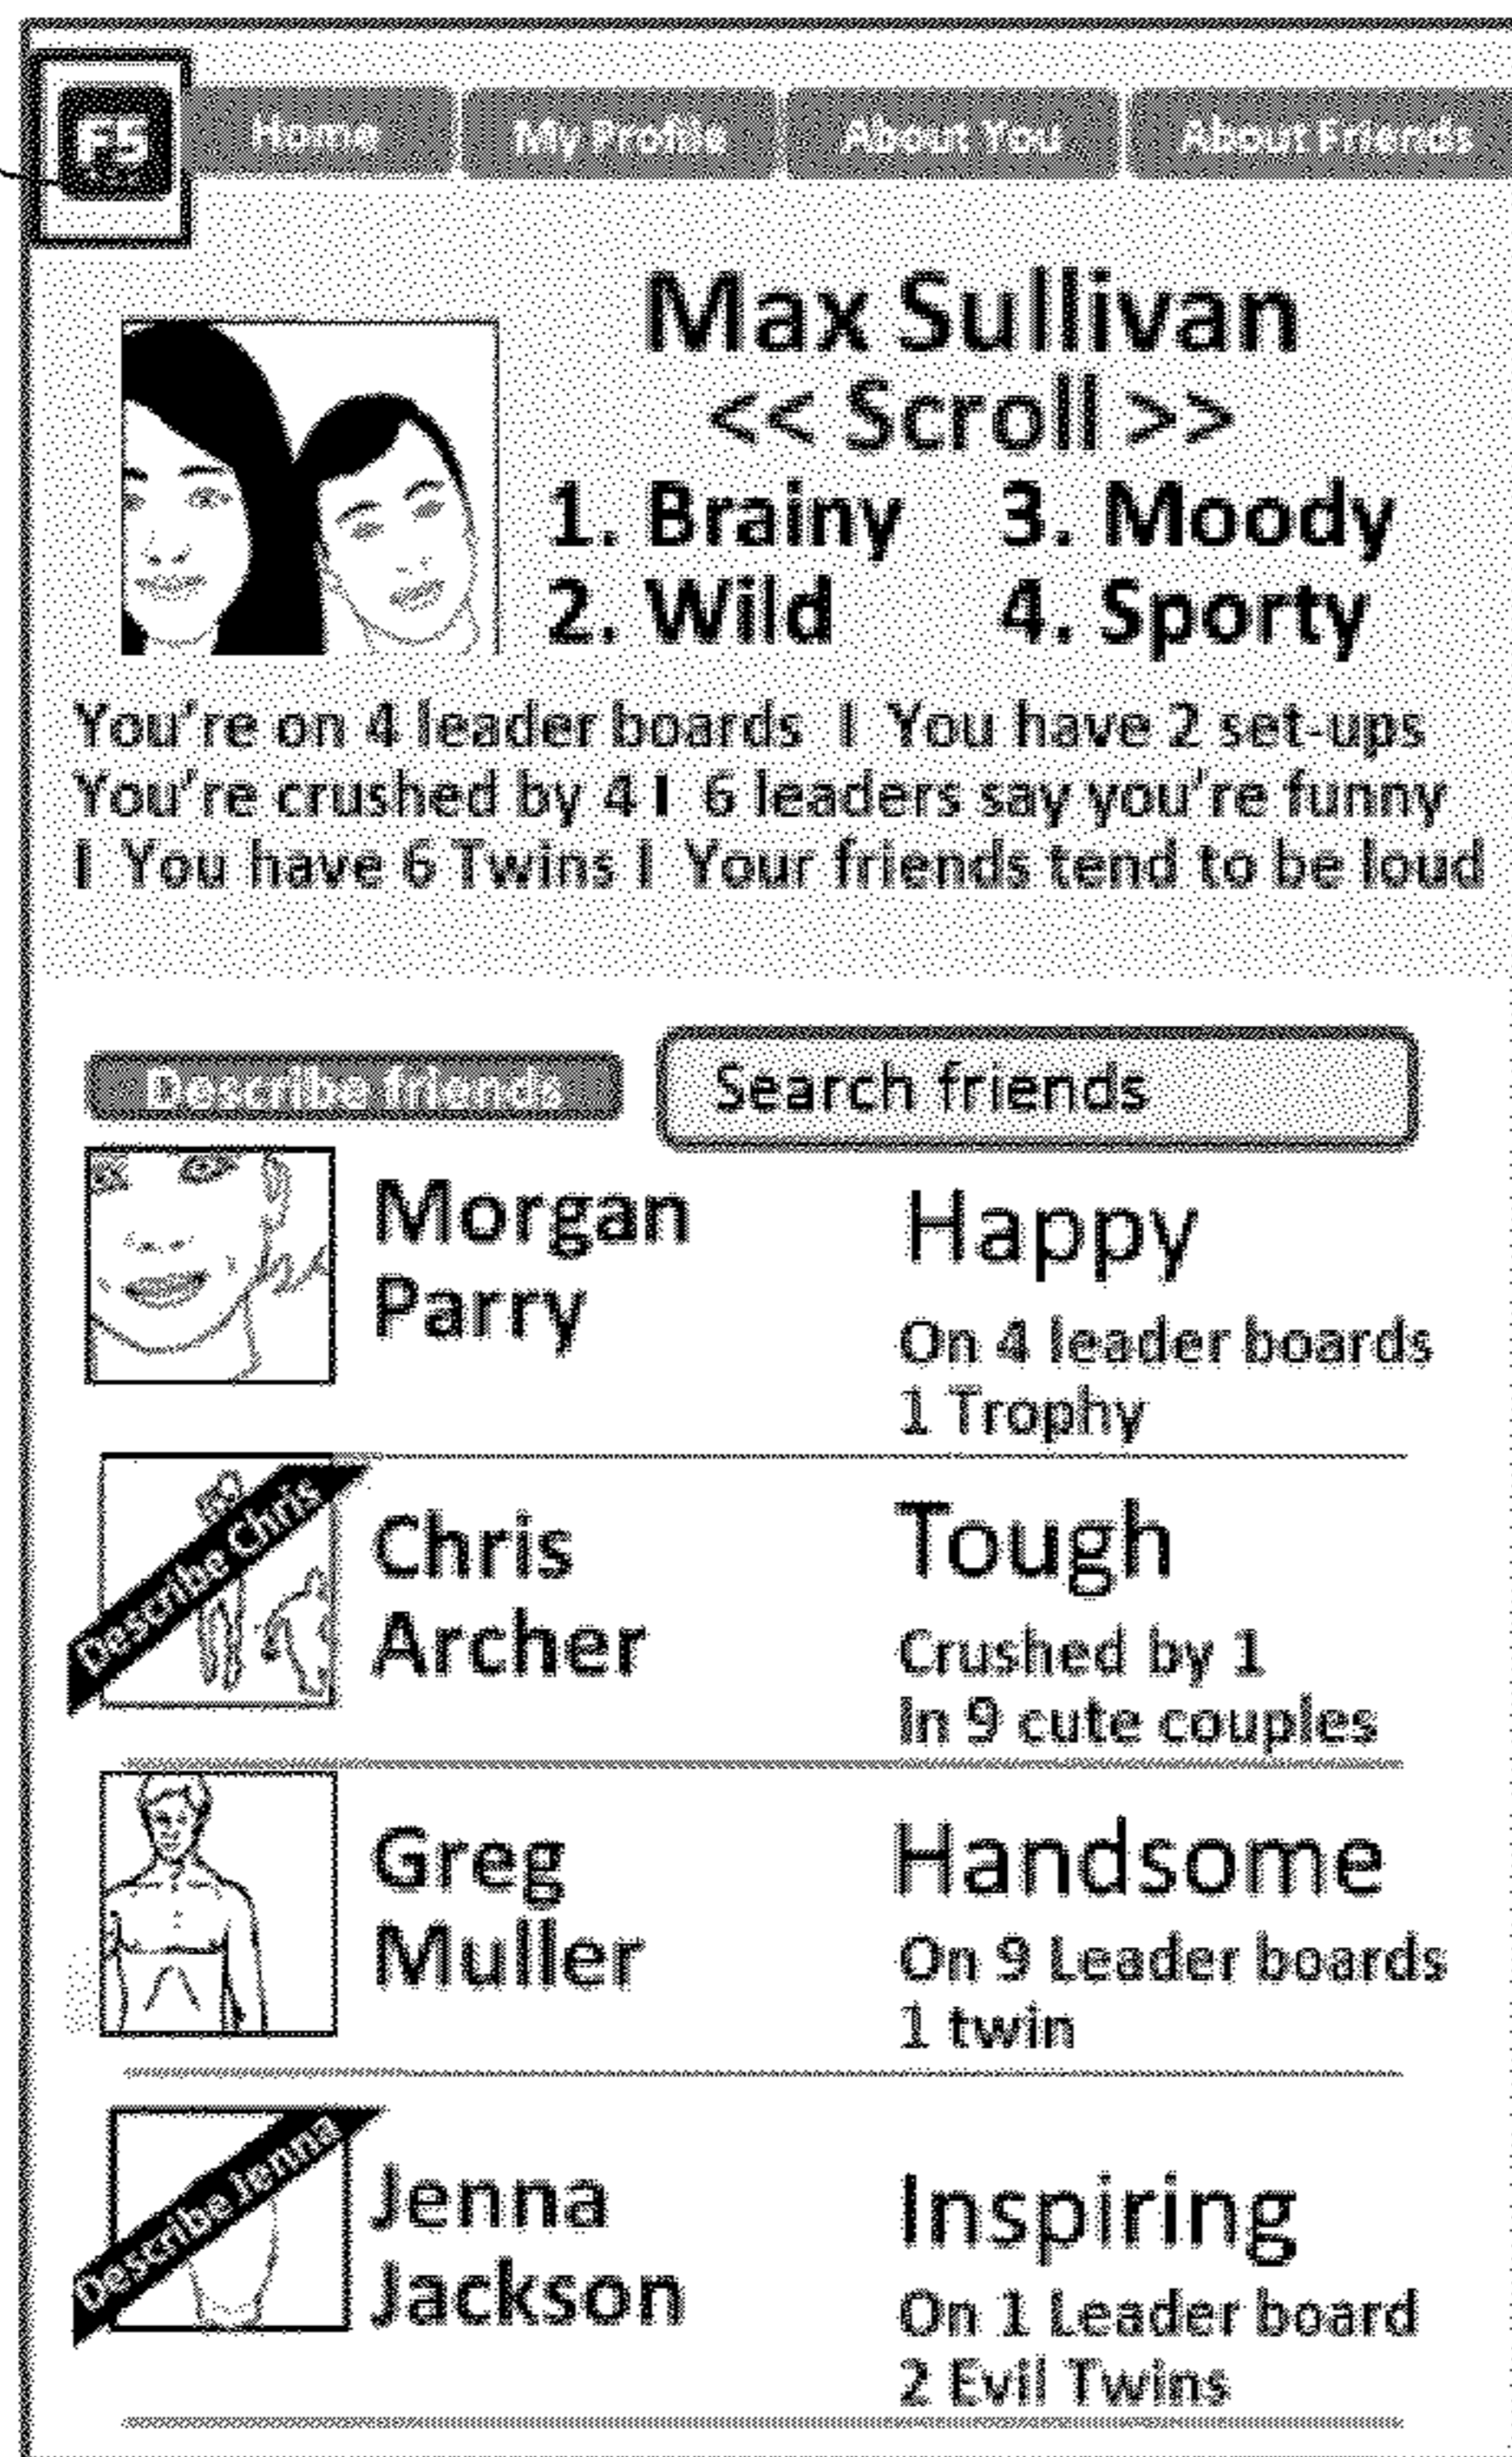 FS
Home My Profile About You About Friends
Max Sullivan
<< Scroll >>
1. Brainy 3. Moody
2. Wild 4. Sporty
You're on 4 leader boards I You have 2 set-ups
You're crushed by 4 I 6 leaders say you're funny
I You have 6 Twins I Your friends tend to be loud
Describe friends Search friends
Morgan
Parry
Happy
On 4 leader boards
1 Trophy
Describe Chris
Chris
Archer
Tough
Crushed by 1
In 9 cute couples
Greg
Muller
Handsome
On 9 Leader boards
1 twin
Describe Jenna
Jenna
Jackson
Inspiring
On 1 Leader board
2 Evil Twins